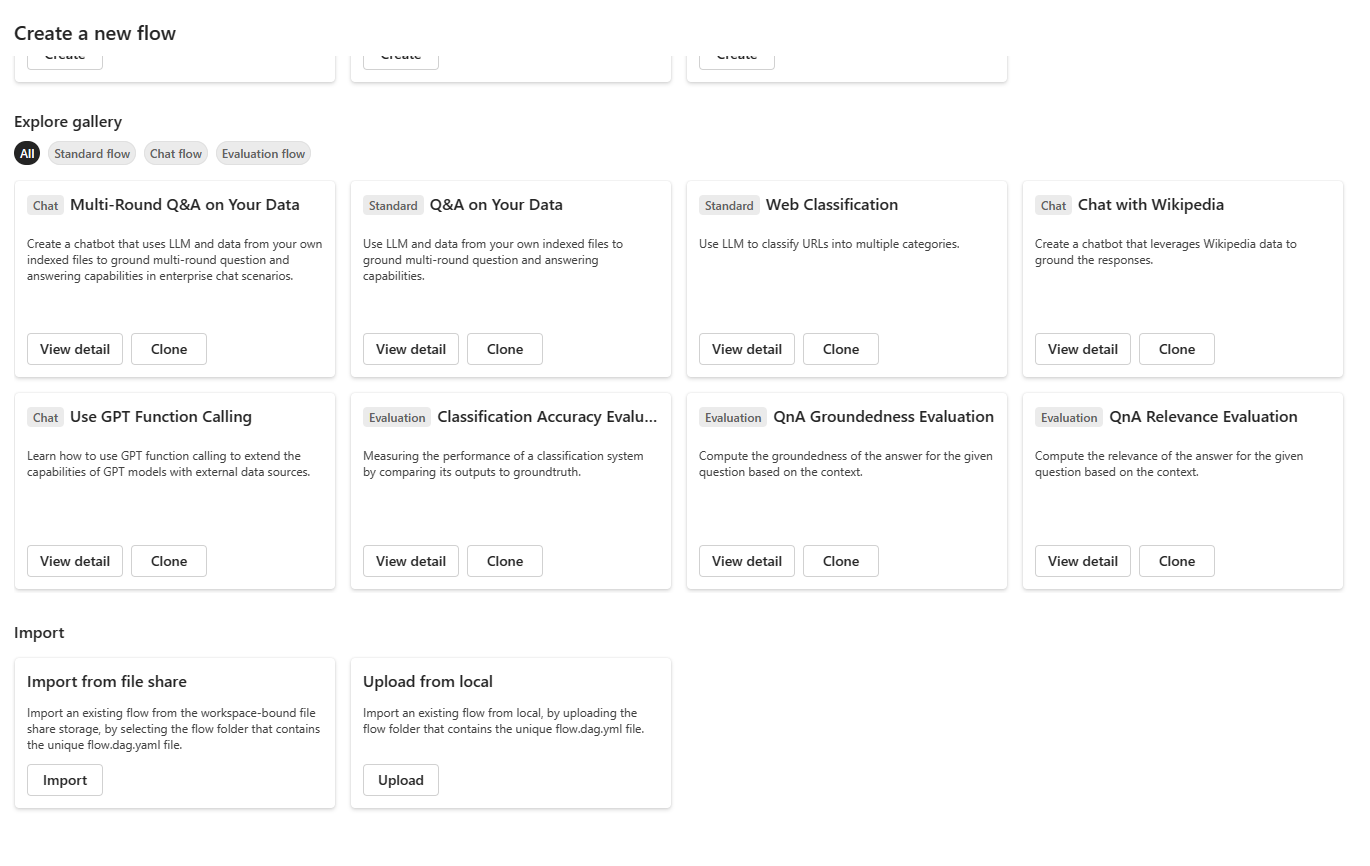 Create a new flow
Create Create Create
Explore gallery
All Standard flow Chat flow Evaluation flow
Chat Multi-Round Q&A on Your Data
Create a chatbot that uses LLM and data from your own
indexed files to ground multi-round question and
answering capabilities in enterprise chat scenarios.
View detail Clone
Standard Q&A on Your Data
Use LLM and data from your own indexed files to
ground multi-round question and answering
capabilities.
View detail Clone
Standard Web Classification
Use LLM to classify URLs into multiple categories.
View detail Clone
Chat Chat with Wikipedia
Create a chatbot that leverages Wikipedia data to
ground the responses.
View detail Clone
Chat Use GPT Function Calling
Learn how to use GPT function calling to extend the
capabilities of GPT models with external data sources.
View detail Clone
Evaluation Classification Accuracy Evalu...
Measuring the performance of a classification system
by comparing its outputs to groundtruth.
View detail Clone
Evaluation QnA Groundedness Evaluation
Compute the groundedness of the answer for the given
question based on the context.
View detail Clone
Evaluation QnA Relevance Evaluation
Compute the relevance of the answer for the given
question based on the context.
View detail Clone
Import
Import from file share
Import an existing flow from the workspace-bound file
share storage, by selecting the flow folder that contains
the unique flow.dag.yaml file.
Import
Upload from local
Import an existing flow from local, by uploading the
flow folder that contains the unique flow.dag.yml file.
Upload